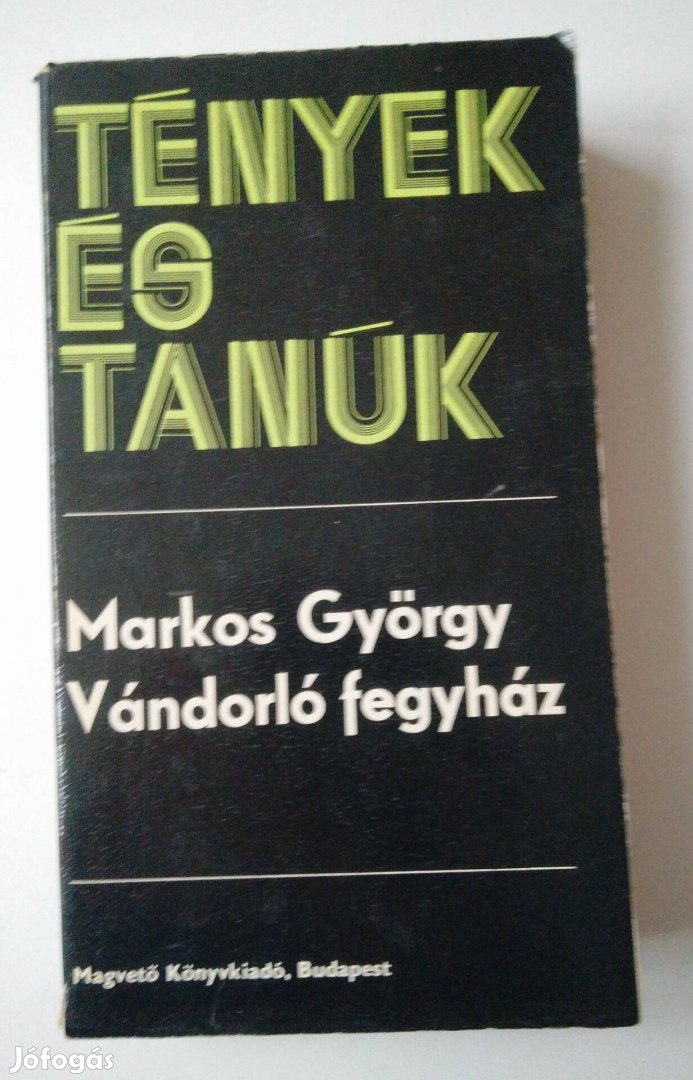 TÉNYEK
ÉS
TANÚK
Markos György
Vándorló fegyház
Magvető Könyvkiadó, Budapest
Jófogás